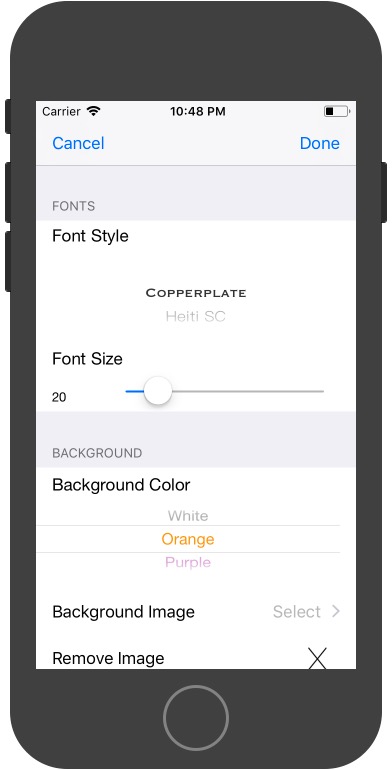 Carrier 10:48 PM
Cancel Done
FONTS
Font Style
Copperplate
Heiti SC
Font Size
20
BACKGROUND
Background Color
White
Orange
Purple
Background Image Select
Remove Image